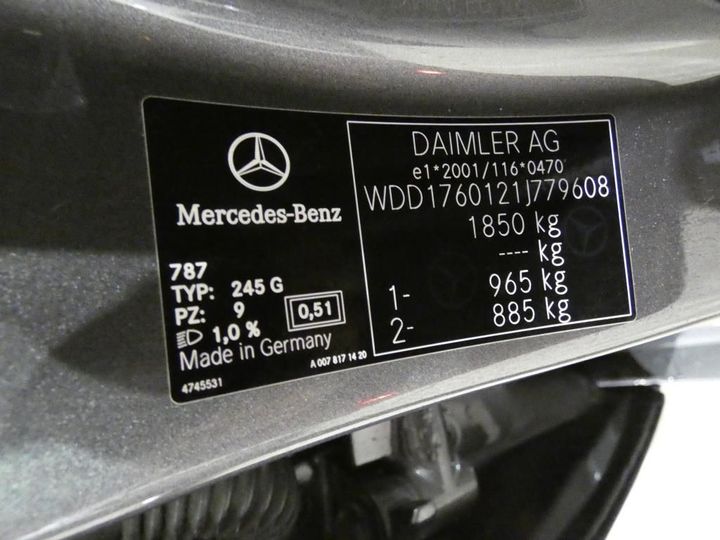 Mercedes-Benz
787
TYP: 245 G
PZ: 9
0,51
1,0 %
Made in Germany
A 007 817 14 20
4745531
DAIMLER AG
e1*2001/116*0470
WDD1760121J779608
1850 kg
---- kg
1- 965 kg
2- 885 kg